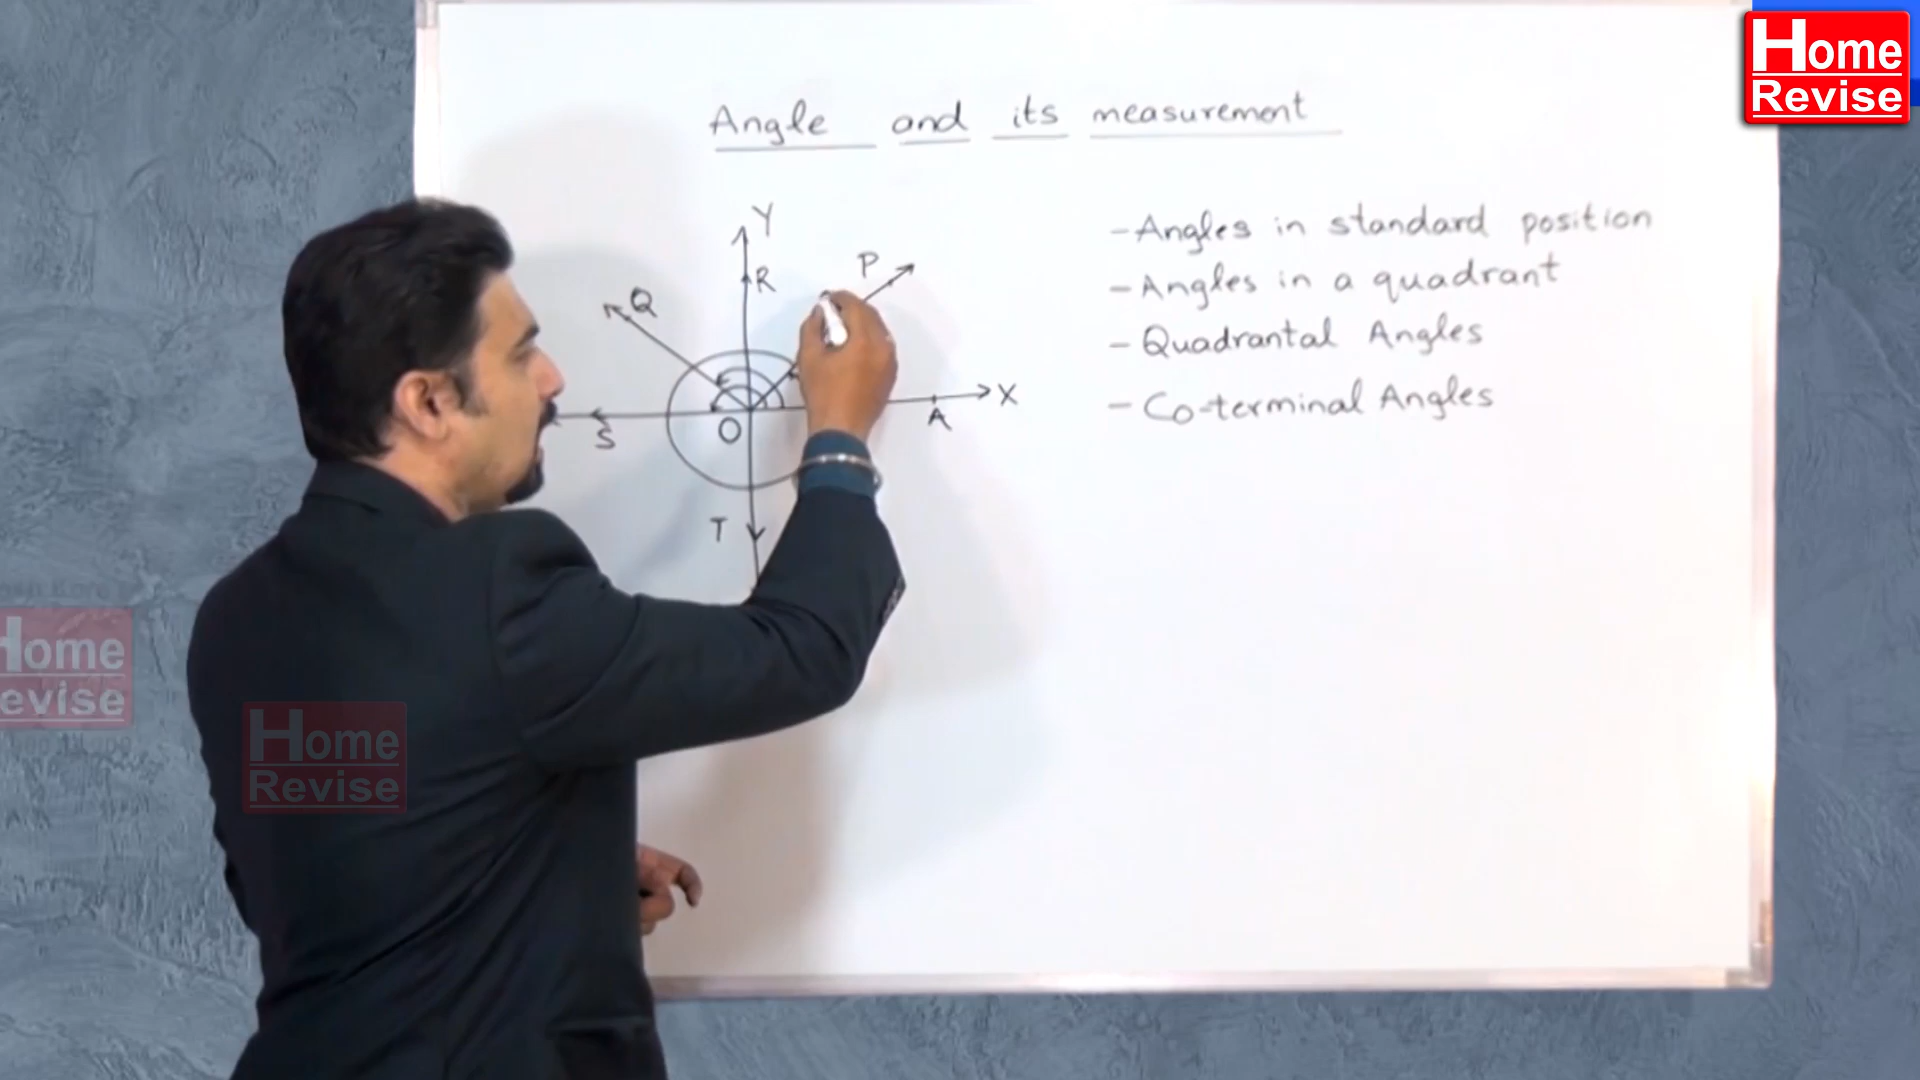 Home
Revise
Angle and its measurement
Y
R
P
Q
X
A
S
O
T
- Angles in standard position
- Angles in a quadrant
- Quadrantal Angles
- Co-terminal Angles
Home
Revise
Home
Revise